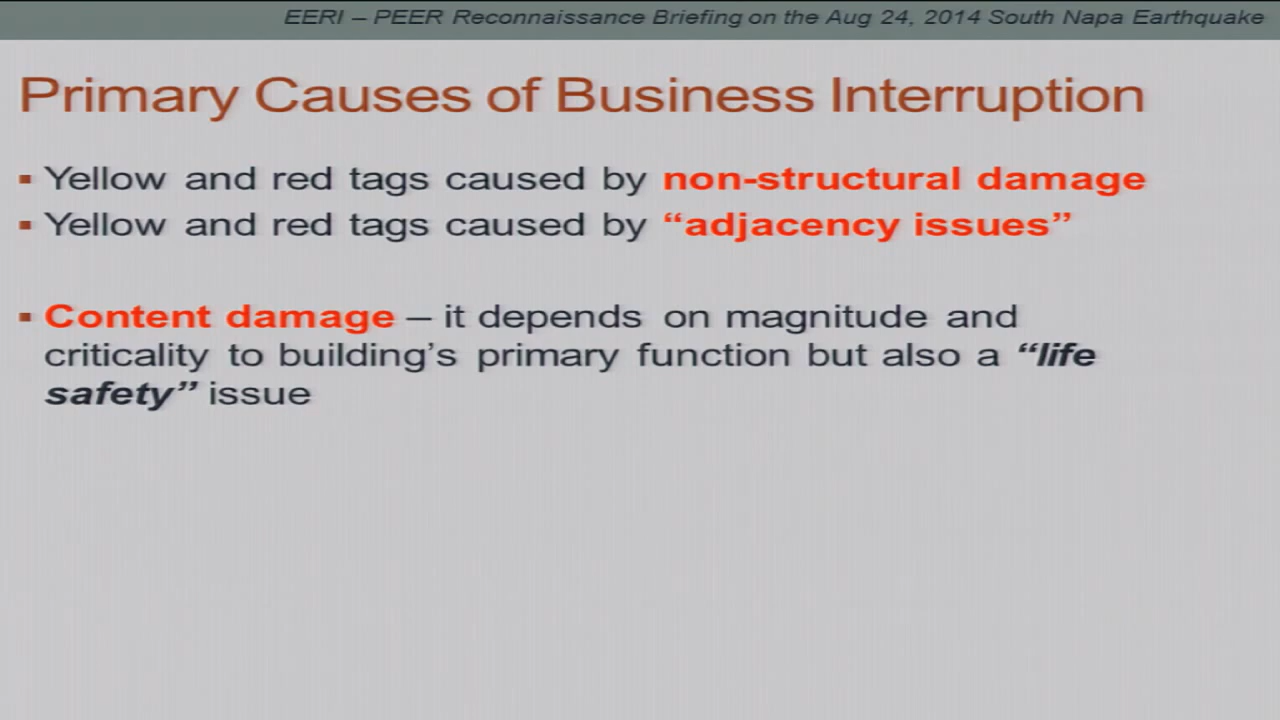 EERI – PEER Reconnaissance Briefing on the Aug 24, 2014 South Napa Earthquake
Primary Causes of Business Interruption
▪ Yellow and red tags caused by non-structural damage
▪ Yellow and red tags caused by “adjacency issues”
▪ Content damage – it depends on magnitude and
criticality to building’s primary function but also a “life
safety” issue